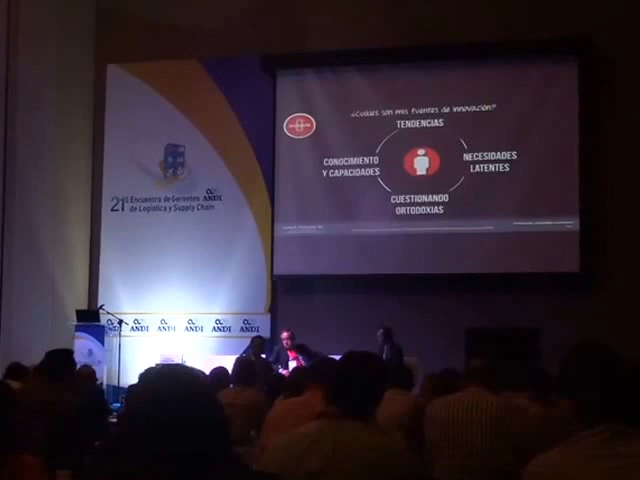 ¿Cuáles son mis fuentes de innovación?
TENDENCIAS
CONOCIMIENTO
Y CAPACIDADES
NECESIDADES
LATENTES
CUESTIONANDO
ORTODOXIAS
21º Encuentro de Gerentes
de Logística y Supply Chain
ANDI
ANDI ANDI ANDI ANDI ANDI